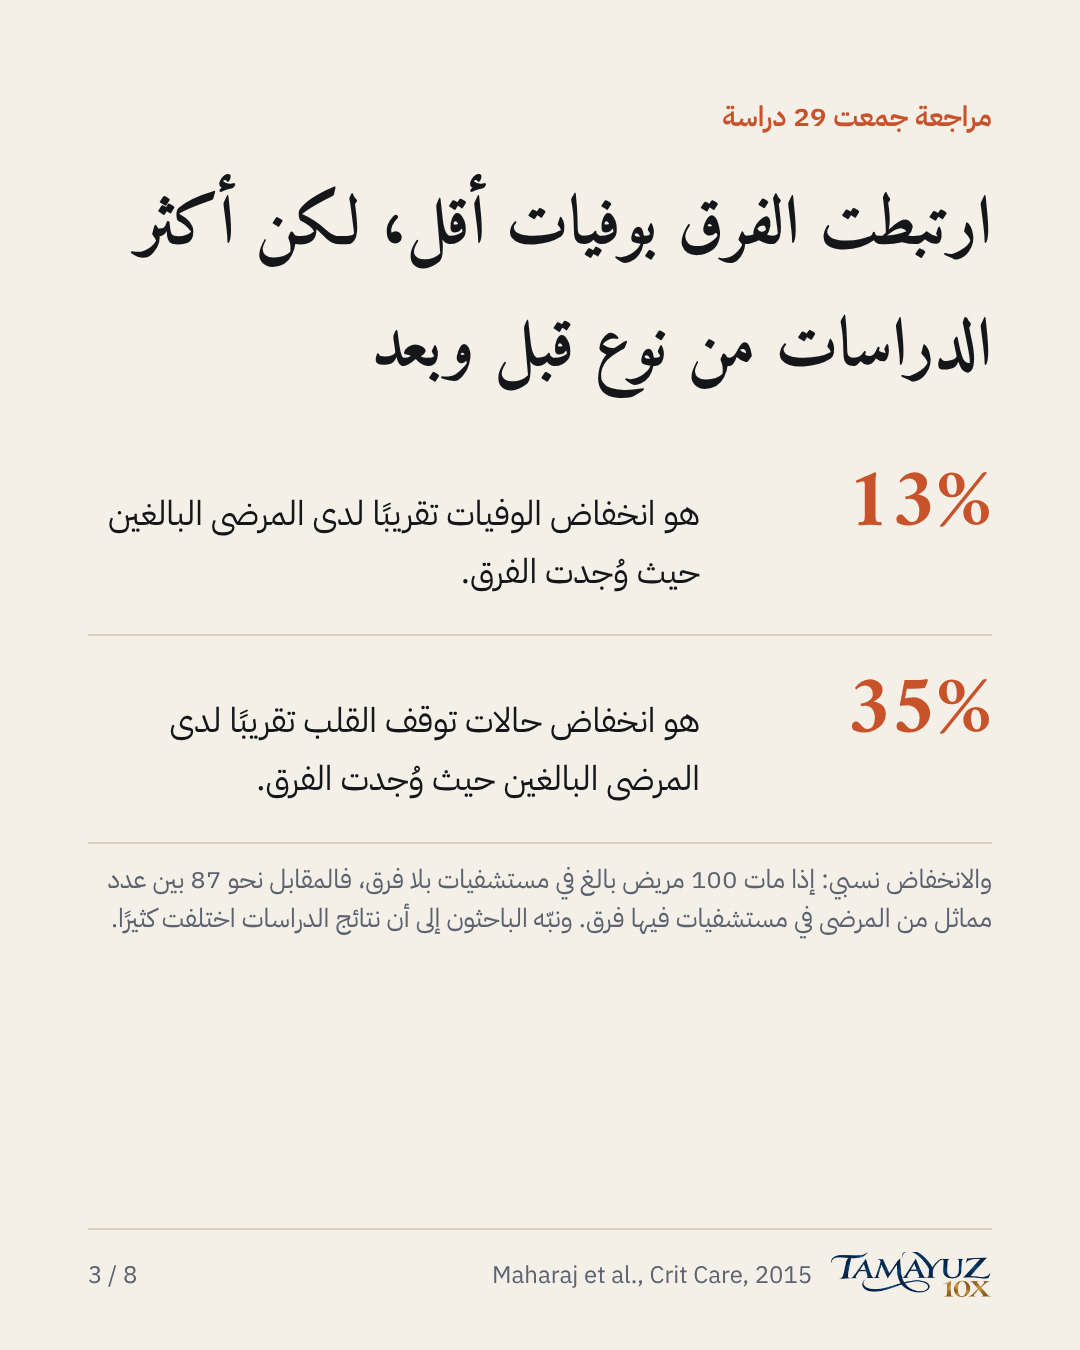 مراجعة جمعت 29 دراسة
ارتبطت الفرق بوفيات أقل، لكن أكثر
الدراسات من نوع قبل وبعد
13%
هو انخفاض الوفيات تقريبًا لدى المرضى البالغين
حيث وُجدت الفرق.
35%
هو انخفاض حالات توقف القلب تقريبًا لدى
المرضى البالغين حيث وُجدت الفرق.
والانخفاض نسبي: إذا مات 100 مريض بالغ في مستشفيات بلا فرق، فالمقابل نحو 87 بين عدد
مماثل من المرضى في مستشفيات فيها فرق. ونبّه الباحثون إلى أن نتائج الدراسات اختلفت كثيرًا.
TAMAYUZ
10X
Maharaj et al., Crit Care, 2015
3 / 8